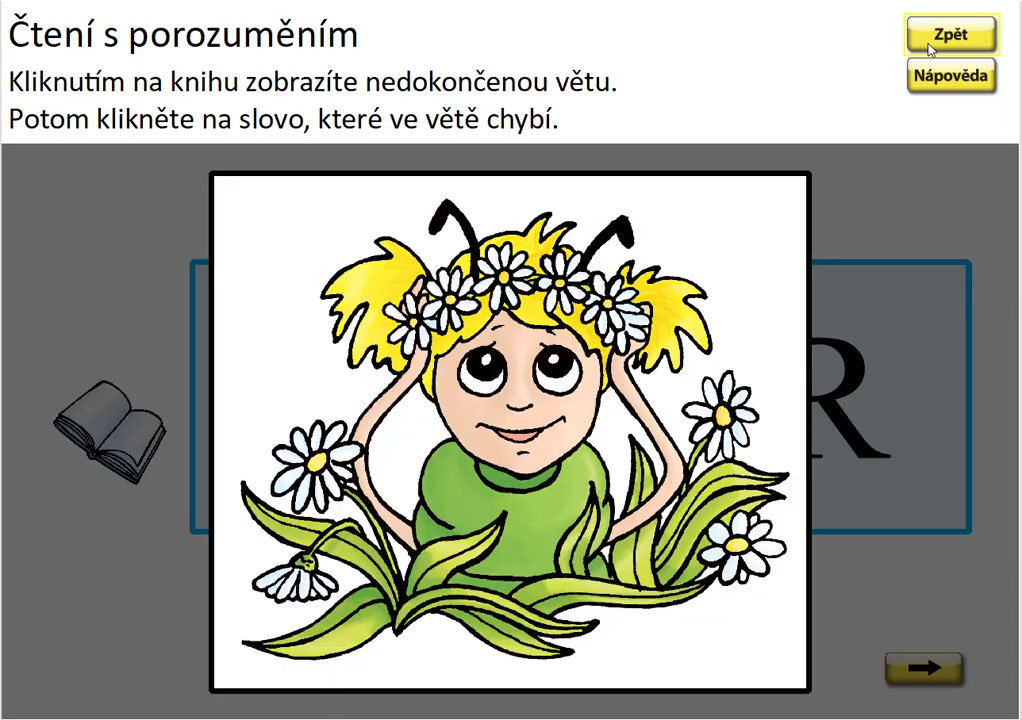 Čtení s porozuměním
Zpět
Kliknutím na knihu zobrazíte nedokončenou větu.
Nápověda
Potom klikněte na slovo, které ve větě chybí.
R